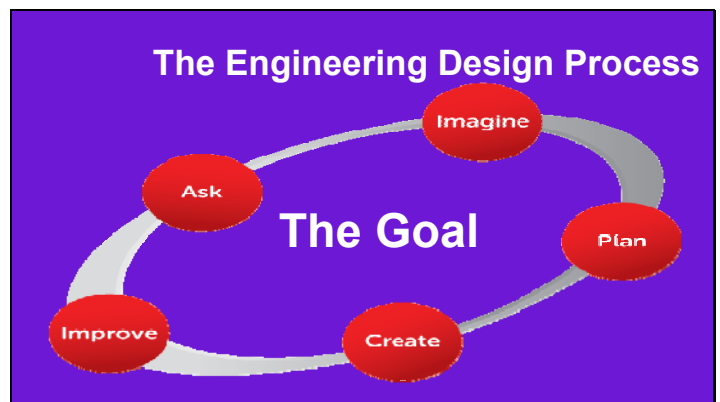 The Engineering Design Process
Imagine
Ask
The Goal
Plan
Improve
Create